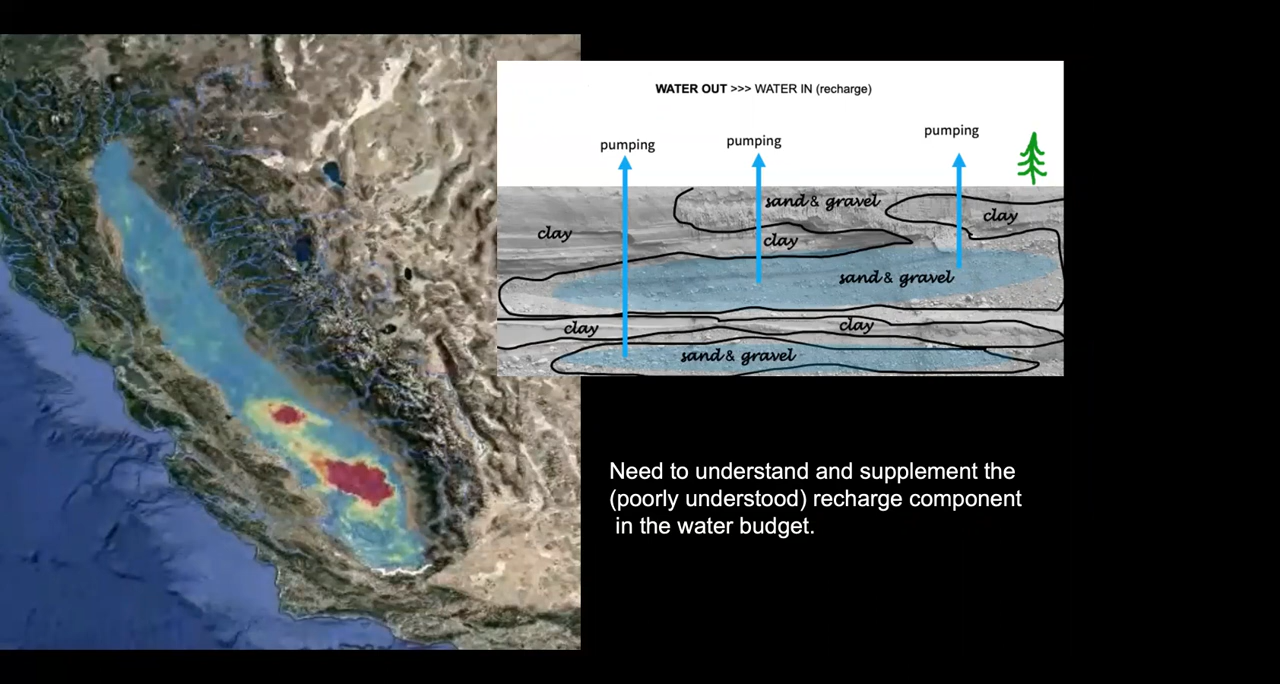 WATER OUT >>> WATER IN (recharge)
pumping
pumping
pumping
sand & gravel
clay
clay
clay
sand & gravel
clay
clay
sand & gravel
Need to understand and supplement the
(poorly understood) recharge component
in the water budget.